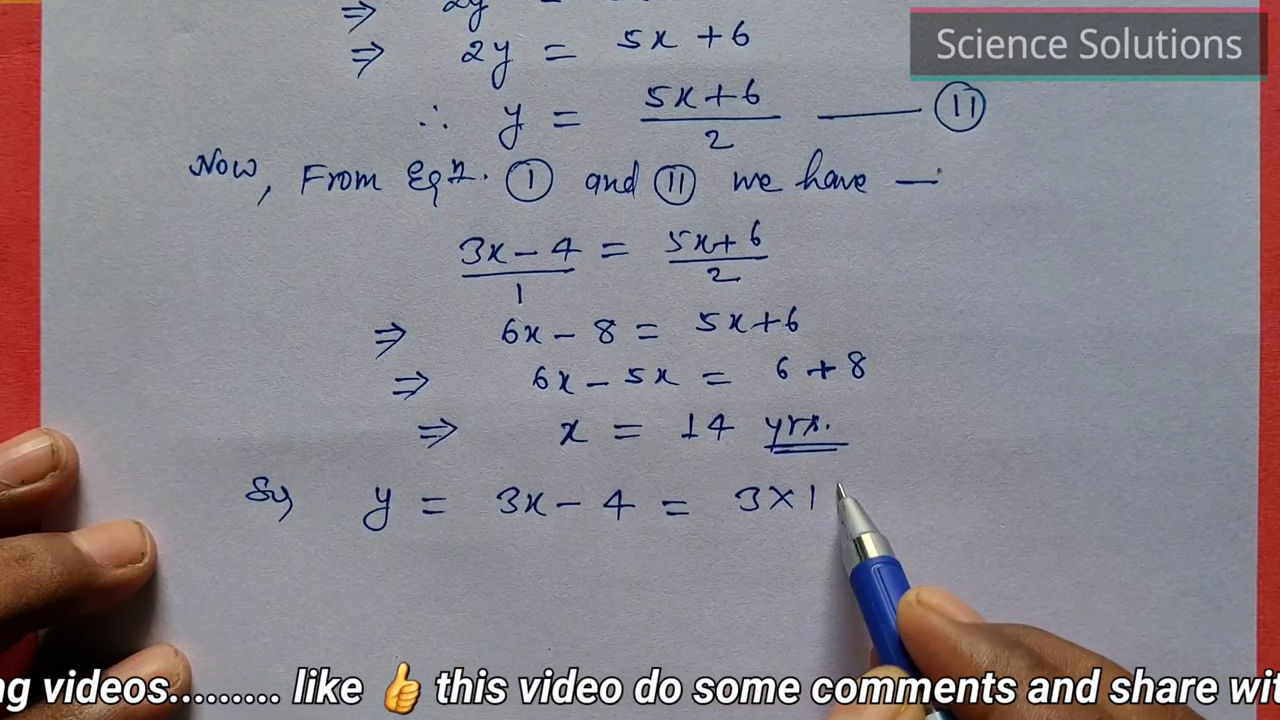 ⇒ 2y =
⇒ 2y = 5x + 6
Science Solutions
∴ y = 5x+6/2 —— II
Now, From Eqn. I and II we have —
3x - 4/1 = 5x+6/2
⇒ 6x - 8 = 5x+6
⇒ 6x - 5x = 6 + 8
⇒ x = 14 yrs.
y = 3x - 4 = 3×1
ng videos......... like 👍 this video do some comments and share wit